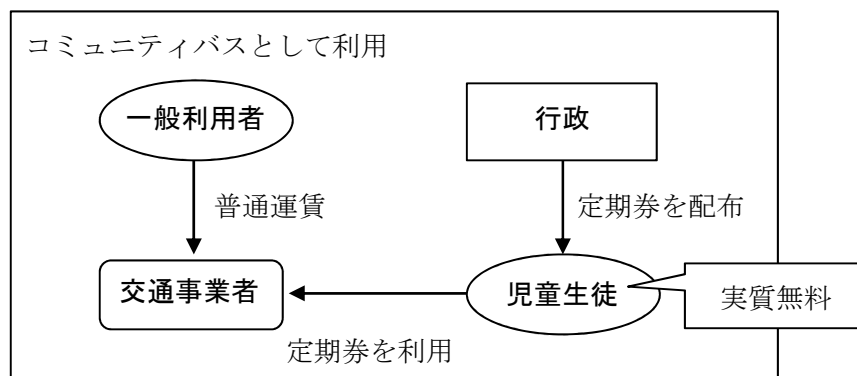 コミュニティバスとして利用
一般利用者
行政
普通運賃
定期券を配布
交通事業者
児童生徒
実質無料
定期券を利用